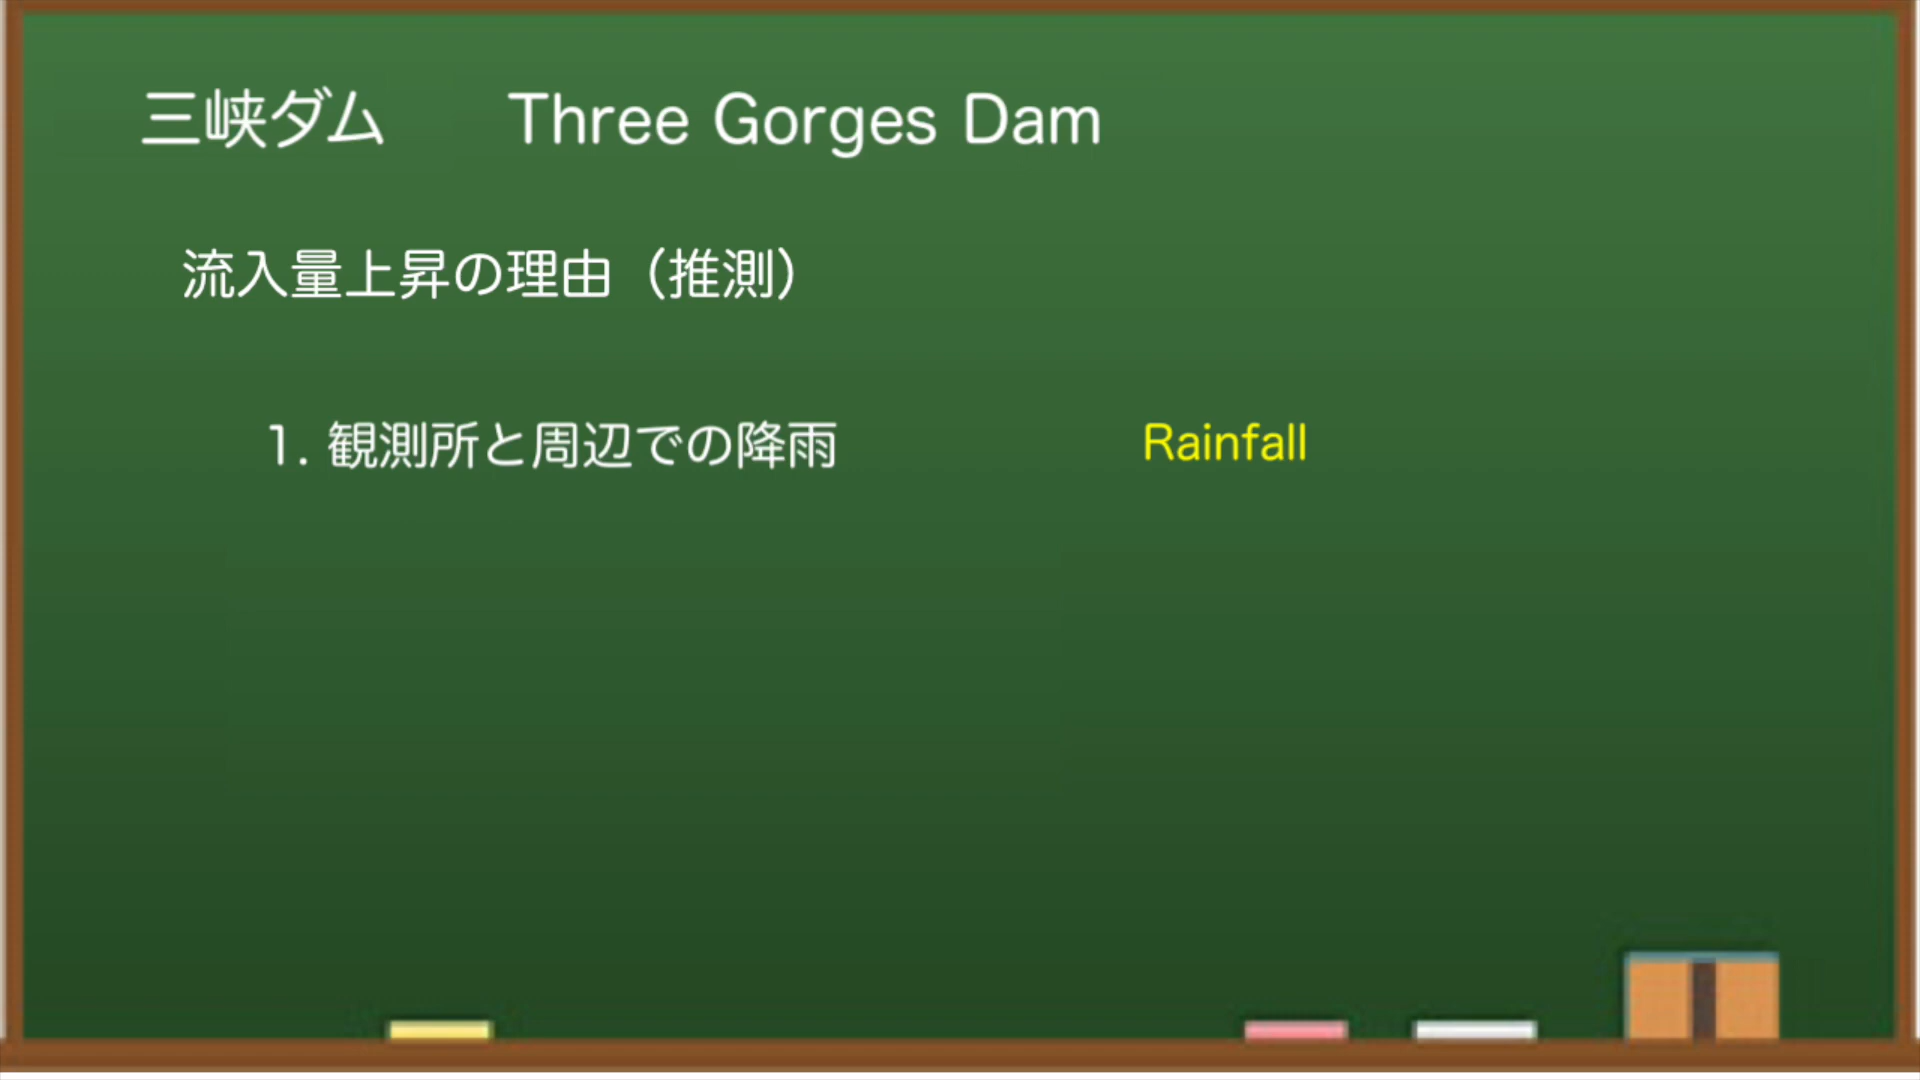 三峡ダム　　Three Gorges Dam
流入量上昇の理由（推測）
1. 観測所と周辺での降雨　　Rainfall